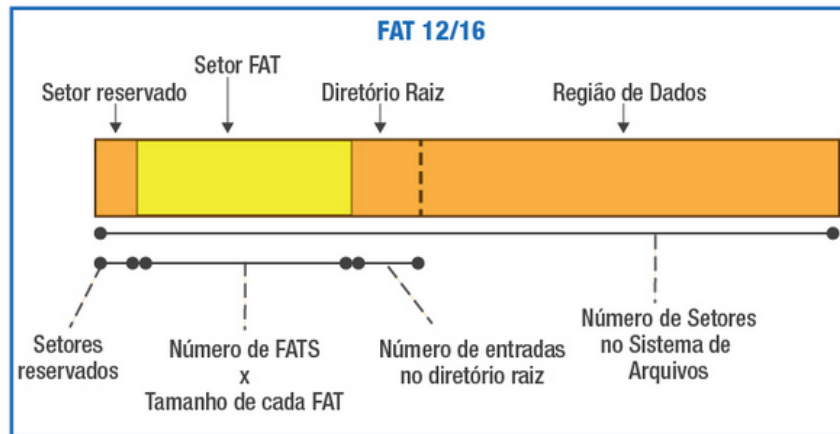 FAT 12/16
Setor FAT
Setor reservado
Diretório Raiz
Região de Dados
Setores
reservados
Número de FATS
x
Tamanho de cada FAT
Número de entradas
no diretório raiz
Número de Setores
no Sistema de
Arquivos